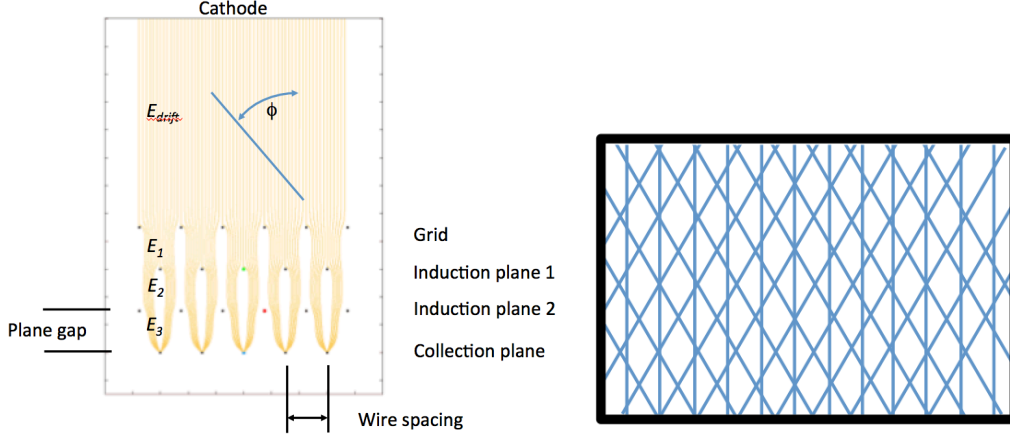 Cathode
E_drift
ϕ
E_1
Grid
Induction plane 1
E_2
Induction plane 2
E_3
Plane gap
Collection plane
Wire spacing